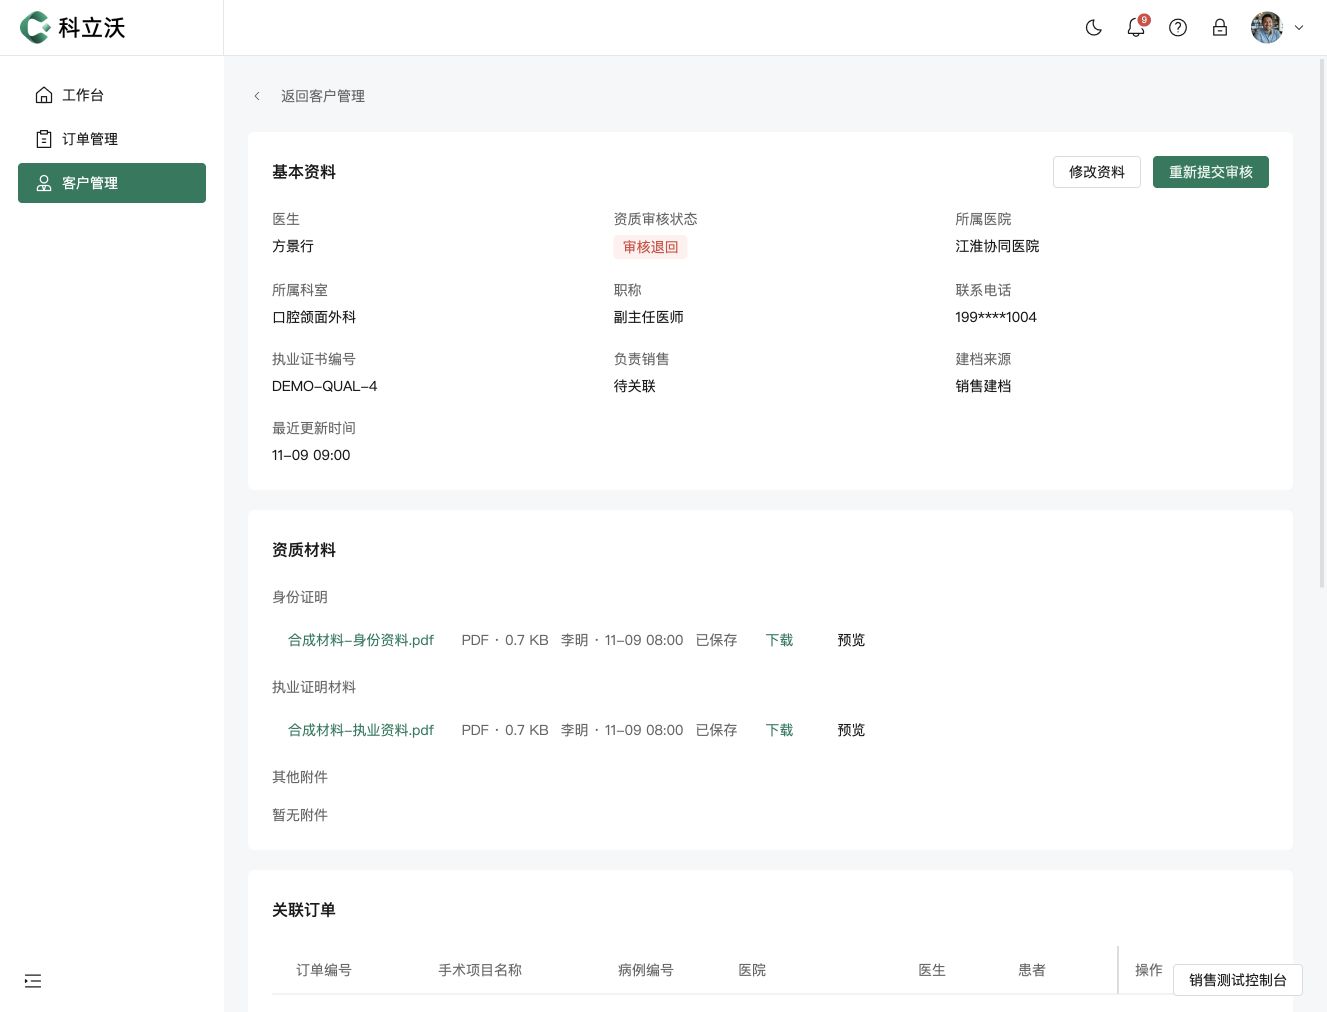 科立沃
9
工作台
订单管理
客户管理
返回客户管理
基本资料
修改资料
重新提交审核
医生
资质审核状态
所属医院
方景行
审核退回
江淮协同医院
所属科室
职称
联系电话
口腔颌面外科
副主任医师
199****1004
执业证书编号
负责销售
建档来源
DEMO-QUAL-4
待关联
销售建档
最近更新时间
11-09 09:00
资质材料
身份证明
合成材料-身份资料.pdf PDF · 0.7 KB 李明 · 11-09 08:00 已保存 下载 预览
执业证明材料
合成材料-执业资料.pdf PDF · 0.7 KB 李明 · 11-09 08:00 已保存 下载 预览
其他附件
暂无附件
关联订单
订单编号 手术项目名称 病例编号 医院 医生 患者 操作
销售测试控制台